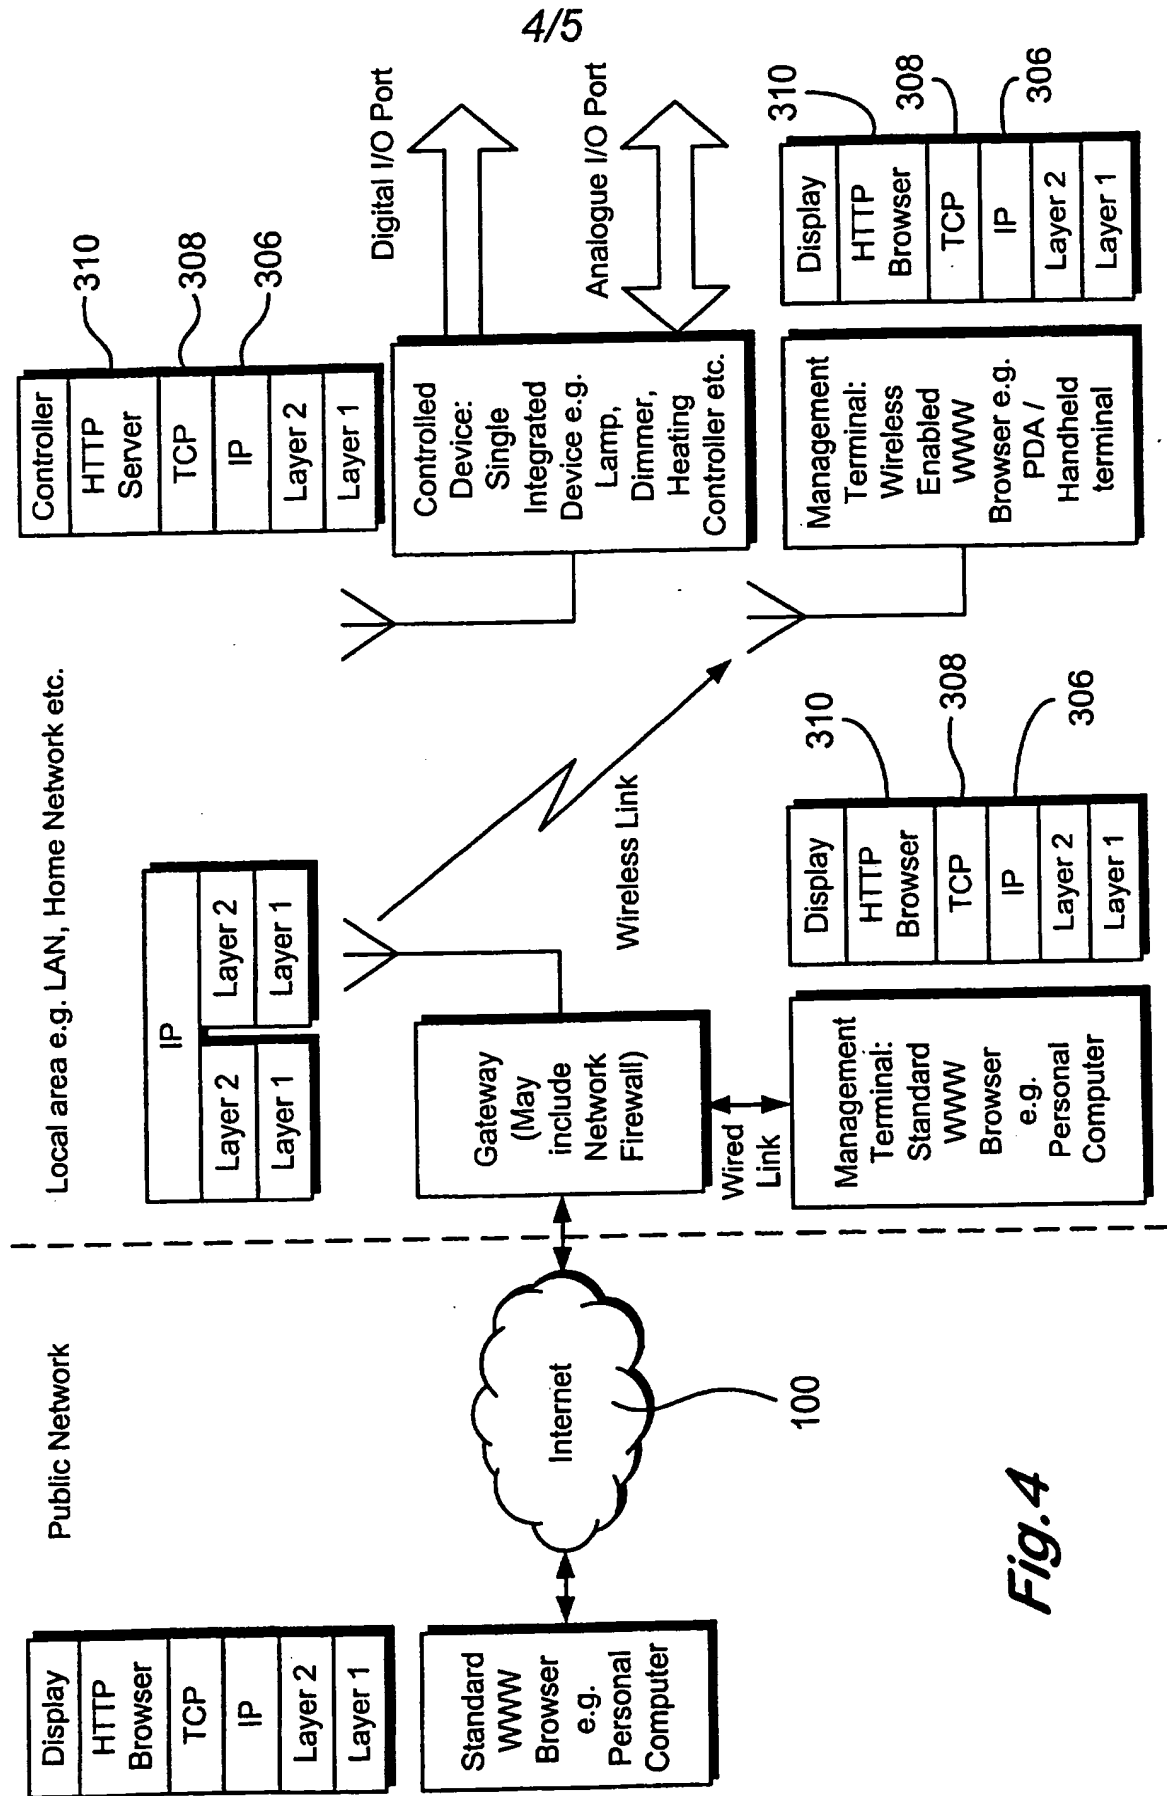 4/5
Public Network
Local area e.g. LAN, Home Network etc.
Display
HTTP
Browser
TCP
IP
Layer 2
Layer 1
Standard
WWW
Browser
e.g.
Personal
Computer
Internet
100
IP
Layer 2
Layer 2
Layer 1
Layer 1
Gateway
(May
include
Network
Firewall)
Wired
Link
Wireless Link
Management
Terminal:
Standard
WWW
Browser
e.g.
Personal
Computer
Display
HTTP
Browser
TCP
IP
Layer 2
Layer 1
310
308
306
Controller
HTTP
Server
TCP
IP
Layer 2
Layer 1
310
308
306
Controlled
Device:
Single
Integrated
Device e.g.
Lamp,
Dimmer,
Heating
Controller etc.
Digital I/O Port
Analogue I/O Port
Management
Terminal:
Wireless
Enabled
WWW
Browser e.g.
PDA /
Handheld
terminal
Display
HTTP
Browser
TCP
IP
Layer 2
Layer 1
310
308
306
Fig.4